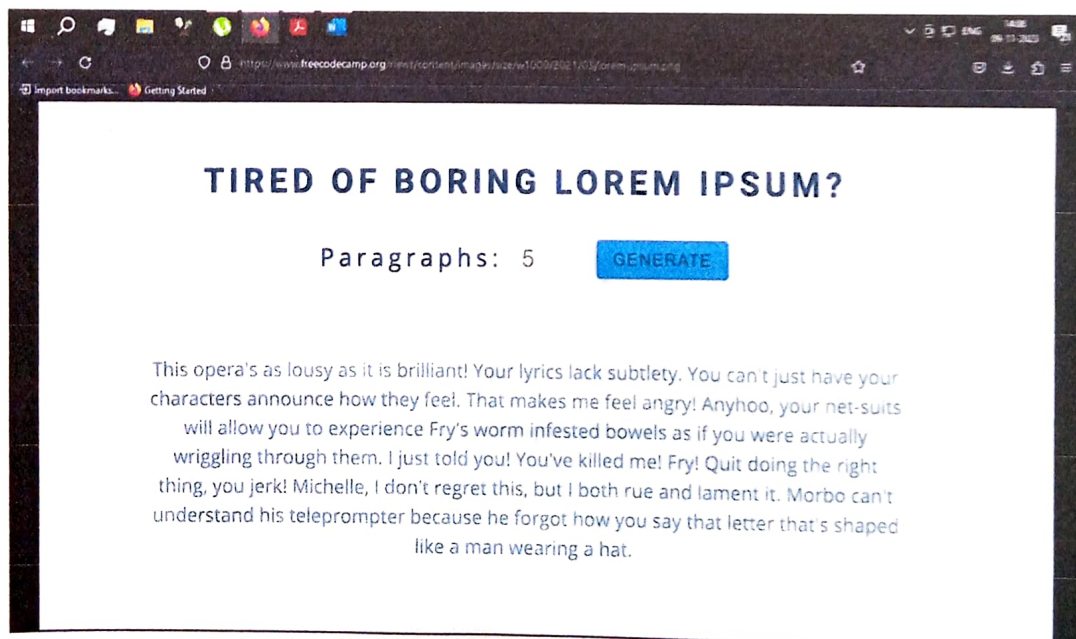 ENG
Import bookmarks... Getting Started
TIRED OF BORING LOREM IPSUM?
Paragraphs: 5 GENERATE
This opera's as lousy as it is brilliant! Your lyrics lack subtlety. You can't just have your
characters announce how they feel. That makes me feel angry! Anyhoo, your net-suits
will allow you to experience Fry's worm infested bowels as if you were actually
wriggling through them. I just told you! You've killed me! Fry! Quit doing the right
thing, you jerk! Michelle, I don't regret this, but I both rue and lament it. Morbo can't
understand his teleprompter because he forgot how you say that letter that's shaped
like a man wearing a hat.